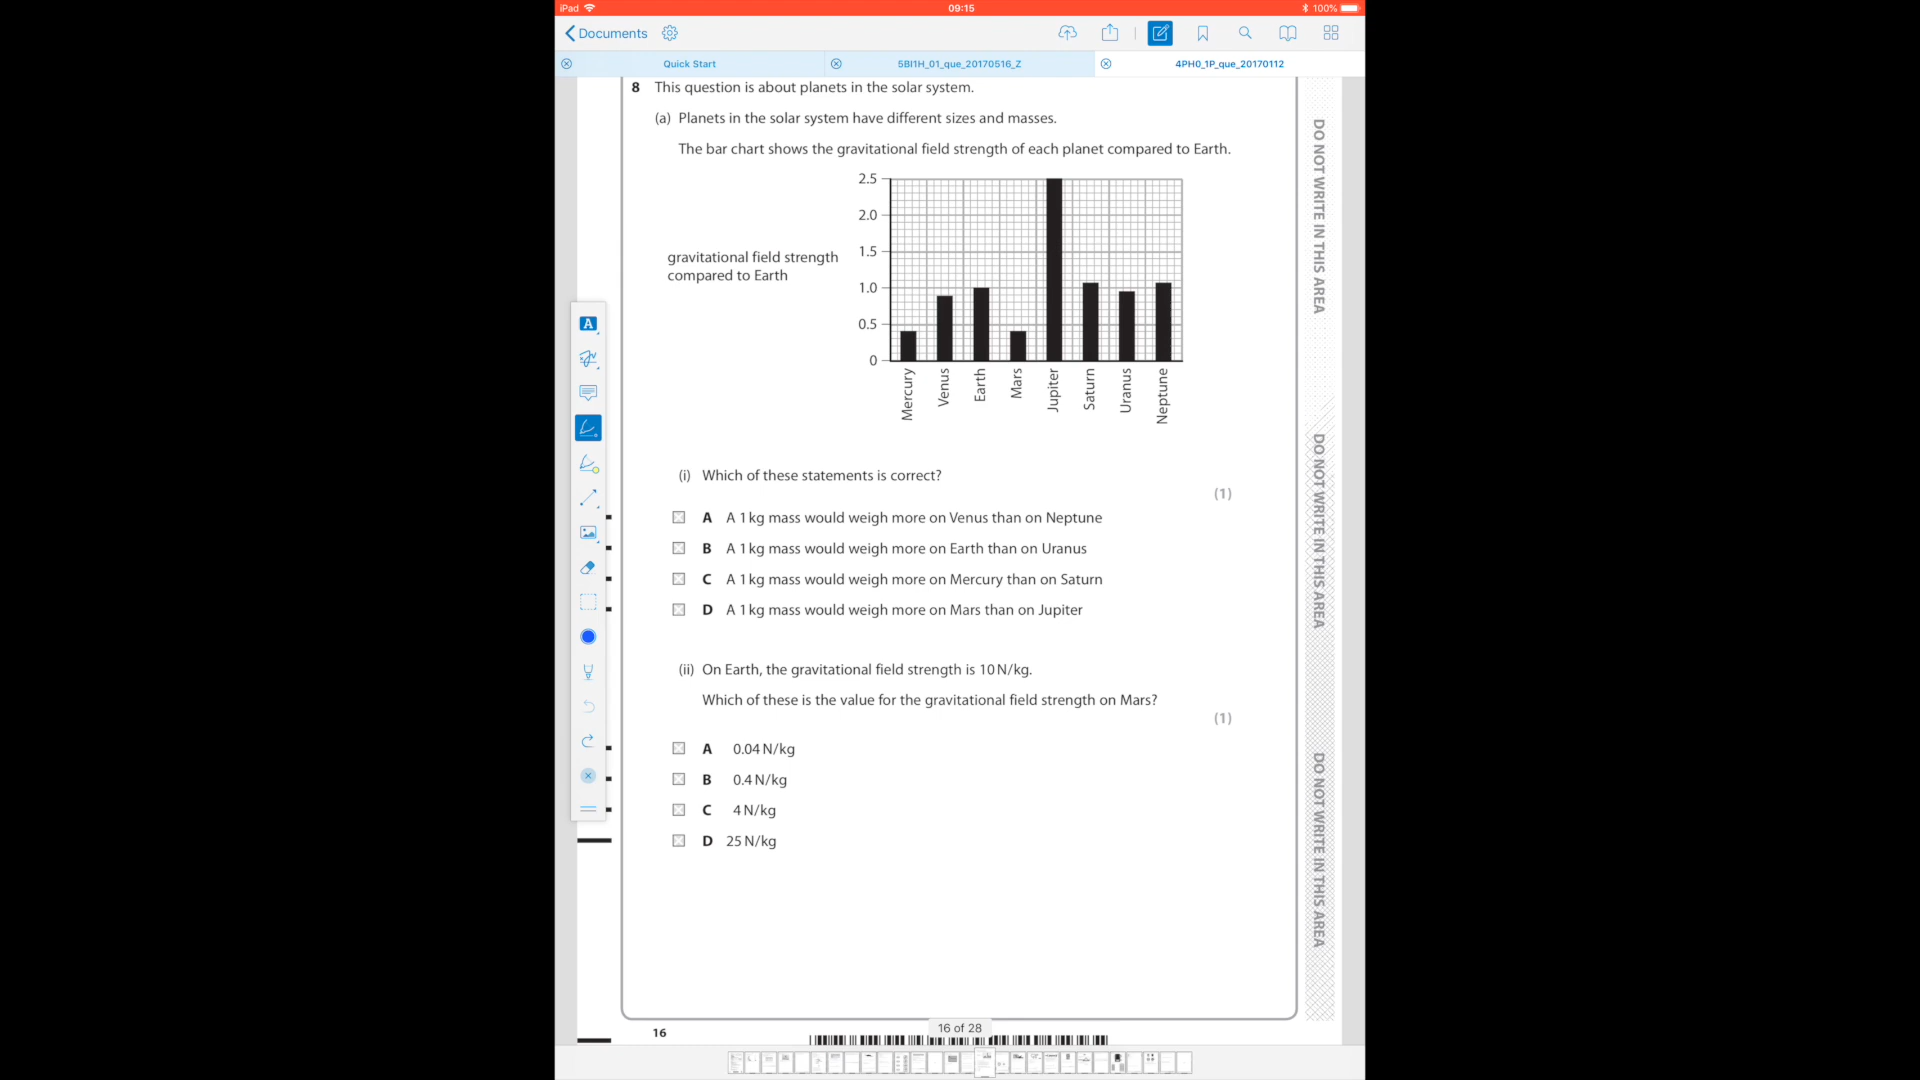 iPad 09:15 100%
Documents
Quick Start 5BI1H_01_que_20170516_Z 4PH0_1P_que_20170112
8 This question is about planets in the solar system.
(a) Planets in the solar system have different sizes and masses.
The bar chart shows the gravitational field strength of each planet compared to Earth.
2.5
2.0
1.5
1.0
0.5
0
gravitational field strength
compared to Earth
Mercury
Venus
Earth
Mars
Jupiter
Saturn
Uranus
Neptune
(i) Which of these statements is correct?
(1)
A A 1 kg mass would weigh more on Venus than on Neptune
B A 1 kg mass would weigh more on Earth than on Uranus
C A 1 kg mass would weigh more on Mercury than on Saturn
D A 1 kg mass would weigh more on Mars than on Jupiter
(ii) On Earth, the gravitational field strength is 10 N/kg.
Which of these is the value for the gravitational field strength on Mars?
(1)
A 0.04 N/kg
B 0.4 N/kg
C 4 N/kg
D 25 N/kg
16
16 of 28
DO NOT WRITE IN THIS AREA
DO NOT WRITE IN THIS AREA
DO NOT WRITE IN THIS AREA
A